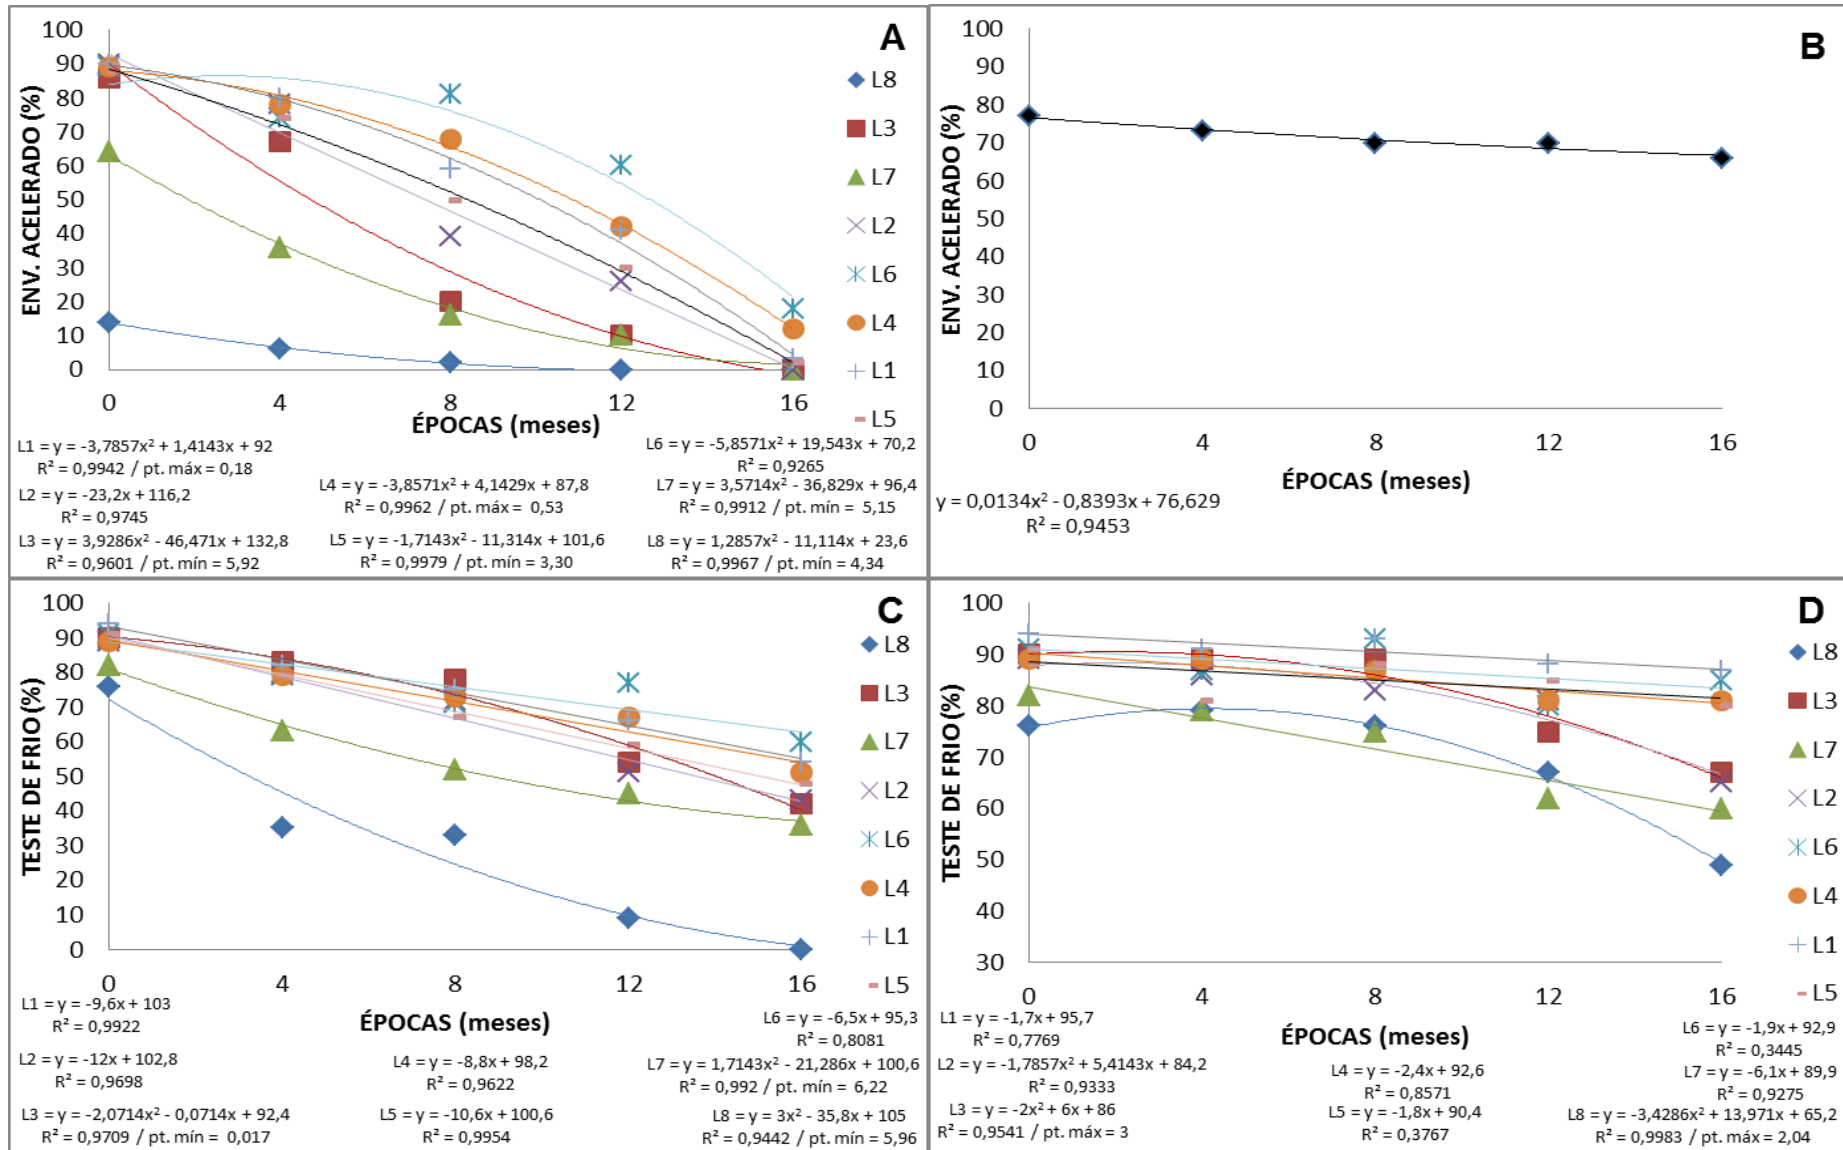 A
ENV. ACELERADO (%)
100
90
80
70
60
50
40
30
20
10
0
0 4 8 12 16
ÉPOCAS (meses)
L8
L3
L7
L2
L6
L4
L1
L5
L1 = y = -3,7857x² + 1,4143x + 92
R² = 0,9942 / pt. máx = 0,18
L2 = y = -23,2x + 116,2
R² = 0,9745
L3 = y = 3,9286x² - 46,471x + 132,8
R² = 0,9601 / pt. mín = 5,92
L4 = y = -3,8571x² + 4,1429x + 87,8
R² = 0,9962 / pt. máx = 0,53
L5 = y = -1,7143x² - 11,314x + 101,6
R² = 0,9979 / pt. mín = 3,30
L6 = y = -5,8571x² + 19,543x + 70,2
R² = 0,9265
L7 = y = 3,5714x² - 36,829x + 96,4
R² = 0,9912 / pt. mín = 5,15
L8 = y = 1,2857x² - 11,114x + 23,6
R² = 0,9967 / pt. mín = 4,34
B
ENV. ACELERADO (%)
100
90
80
70
60
50
40
30
20
10
0
0 4 8 12 16
ÉPOCAS (meses)
y = 0,0134x² - 0,8393x + 76,629
R² = 0,9453
C
TESTE DE FRIO (%)
100
90
80
70
60
50
40
30
20
10
0
0 4 8 12 16
ÉPOCAS (meses)
L8
L3
L7
L2
L6
L4
L1
L5
L1 = y = -9,6x + 103
R² = 0,9922
L2 = y = -12x + 102,8
R² = 0,9698
L3 = y = -2,0714x² - 0,0714x + 92,4
R² = 0,9709 / pt. mín = 0,017
L4 = y = -8,8x + 98,2
R² = 0,9622
L5 = y = -10,6x + 100,6
R² = 0,9954
L6 = y = -6,5x + 95,3
R² = 0,8081
L7 = y = 1,7143x² - 21,286x + 100,6
R² = 0,992 / pt. mín = 6,22
L8 = y = 3x² - 35,8x + 105
R² = 0,9442 / pt. mín = 5,96
D
TESTE DE FRIO (%)
100
90
80
70
60
50
40
30
0 4 8 12 16
ÉPOCAS (meses)
L8
L3
L7
L2
L6
L4
L1
L5
L1 = y = -1,7x + 95,7
R² = 0,7769
L2 = y = -1,7857x² + 5,4143x + 84,2
R² = 0,9333
L3 = y = -2x² + 6x + 86
R² = 0,9541 / pt. máx = 3
L4 = y = -2,4x + 92,6
R² = 0,8571
L5 = y = -1,8x + 90,4
R² = 0,3767
L6 = y = -1,9x + 92,9
R² = 0,3445
L7 = y = -6,1x + 89,9
R² = 0,9275
L8 = y = -3,4286x² + 13,971x + 65,2
R² = 0,9983 / pt. máx = 2,04